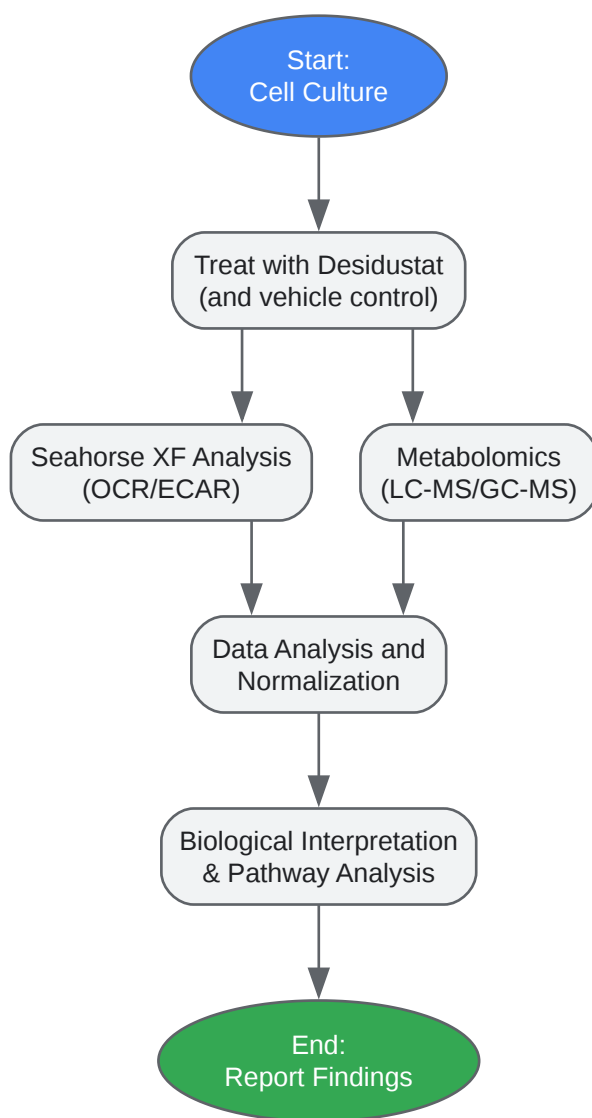 Start:
Cell Culture
Treat with Desidustat
(and vehicle control)
Seahorse XF Analysis
(OCR/ECAR)
Metabolomics
(LC-MS/GC-MS)
Data Analysis and
Normalization
Biological Interpretation
& Pathway Analysis
End:
Report Findings